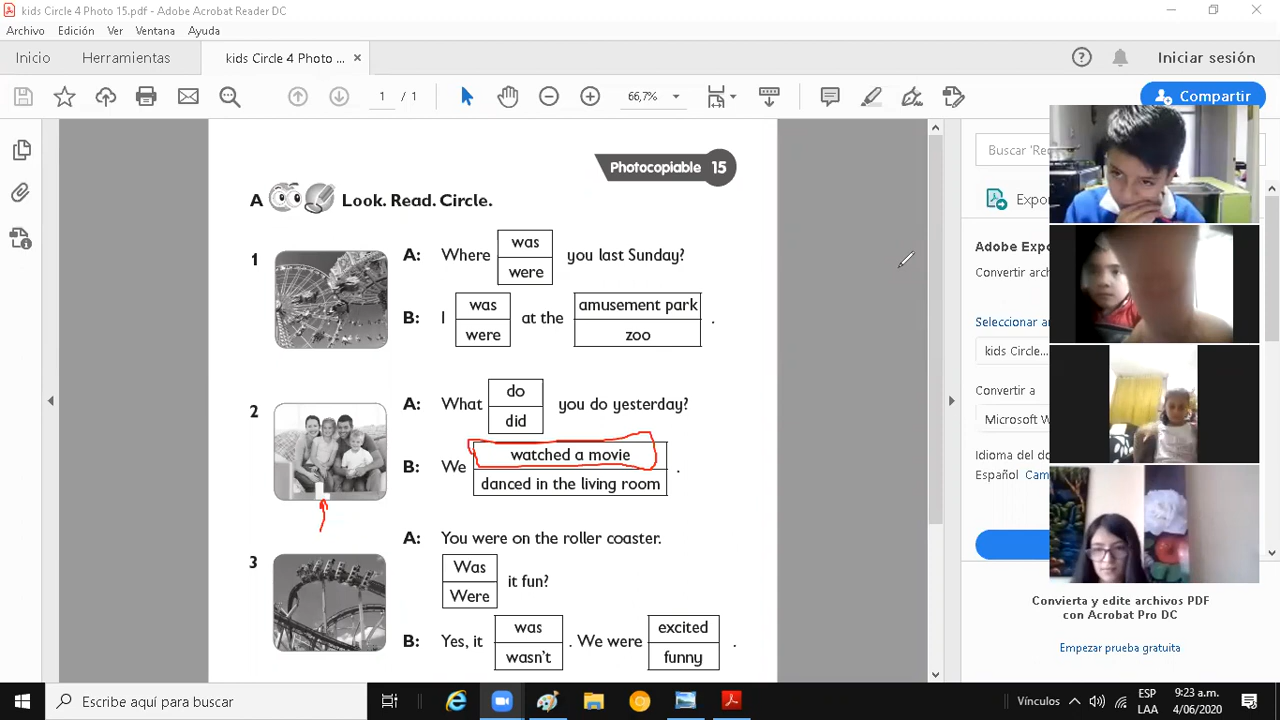 kids Circle 4 Photo 15.pdf - Adobe Acrobat Reader DC
Archivo Edición Ver Ventana Ayuda
Inicio Herramientas kids Circle 4 Photo ... × Iniciar sesión
1 / 1 66,7% Compartir
Photocopiable 15
A Look. Read. Circle.
1
A: Where was you last Sunday?
were
B: I was at the amusement park .
were zoo
2
A: What do you do yesterday?
did
B: We watched a movie .
danced in the living room
3
A: You were on the roller coaster.
Was it fun?
Were
B: Yes, it was . We were excited .
wasn't funny
Buscar 'Re
Expor
Adobe Expo
Convertir arch
Seleccionar ar
kids Circle...
Convertir a
Microsoft W
Idioma del do
Español Cam
Convierta y edite archivos PDF
con Acrobat Pro DC
Empezar prueba gratuita
Escribe aquí para buscar
Vínculos ESP 9:23 a.m.
LAA 4/06/2020